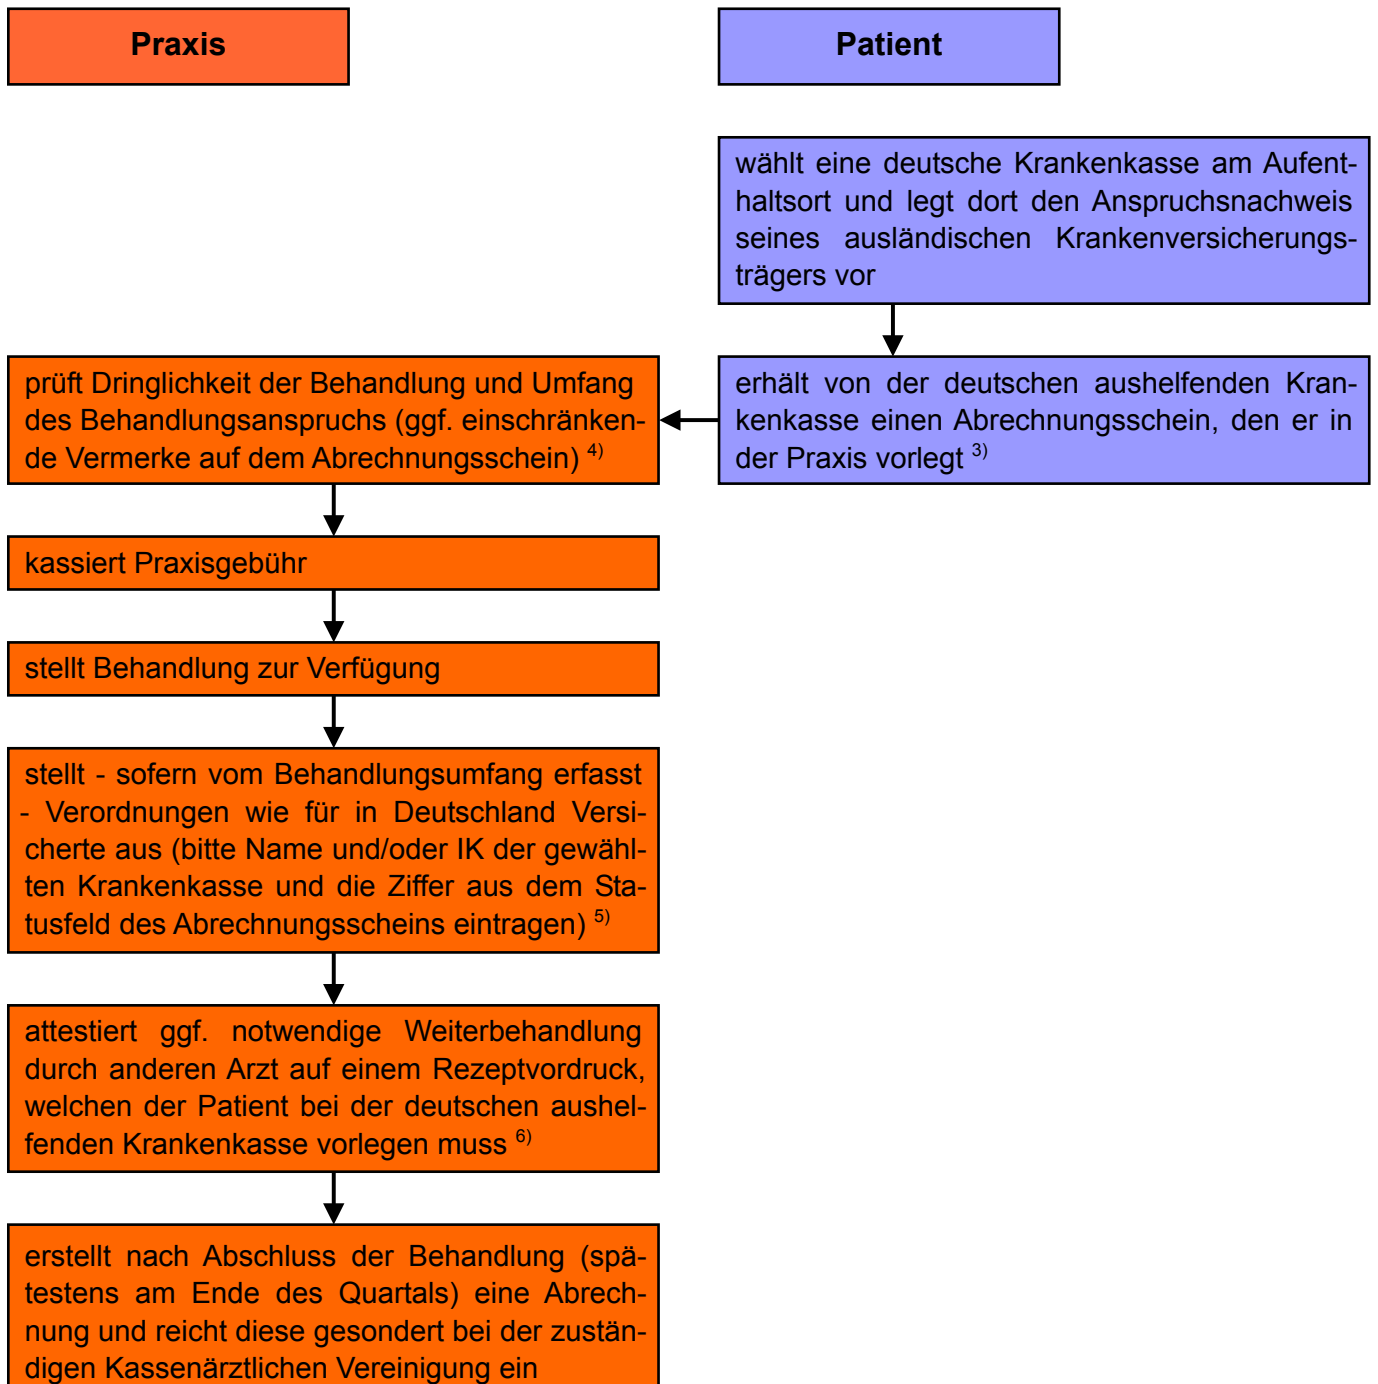 Praxis
Patient
wählt eine deutsche Krankenkasse am Aufent-
haltsort und legt dort den Anspruchsnachweis
seines ausländischen Krankenversicherungs-
trägers vor
erhält von der deutschen aushelfenden Kran-
kenkasse einen Abrechnungsschein, den er in
der Praxis vorlegt 3)
prüft Dringlichkeit der Behandlung und Umfang
des Behandlungsanspruchs (ggf. einschränken-
de Vermerke auf dem Abrechnungsschein) 4)
kassiert Praxisgebühr
stellt Behandlung zur Verfügung
stellt - sofern vom Behandlungsumfang erfasst
- Verordnungen wie für in Deutschland Versi-
cherte aus (bitte Name und/oder IK der gewähl-
ten Krankenkasse und die Ziffer aus dem Sta-
tusfeld des Abrechnungsscheins eintragen) 5)
attestiert ggf. notwendige Weiterbehandlung
durch anderen Arzt auf einem Rezeptvordruck,
welchen der Patient bei der deutschen aushel-
fenden Krankenkasse vorlegen muss 6)
erstellt nach Abschluss der Behandlung (spä-
testens am Ende des Quartals) eine Abrech-
nung und reicht diese gesondert bei der zustän-
digen Kassenärztlichen Vereinigung ein